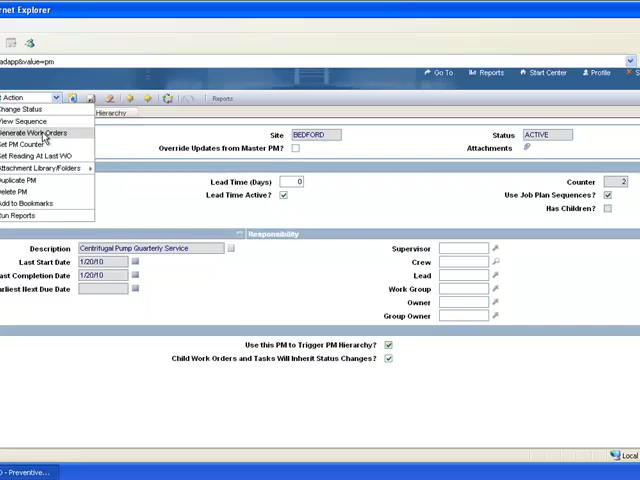 rnet Explorer
adapp&value=pm
Go To Reports Start Center Profile S
t Action Reports
Change Status
View Sequence
Generate Work Orders
Set PM Counter
Set Reading At Last WO
Attachment Library/Folders
Duplicate PM
Delete PM
Add to Bookmarks
Run Reports
Hierarchy
Site BEDFORD Status ACTIVE
Override Updates from Master PM? Attachments
Lead Time (Days) 0 Counter 2
Lead Time Active? Use Job Plan Sequences?
Has Children?
Responsibility
Description Centrifugal Pump Quarterly Service Supervisor
Last Start Date 1/20/10 Crew
Last Completion Date 1/20/10 Lead
Earliest Next Due Date Work Group
Owner
Group Owner
Use this PM to Trigger PM Hierarchy?
Child Work Orders and Tasks Will Inherit Status Changes?
Local
O - Preventive...